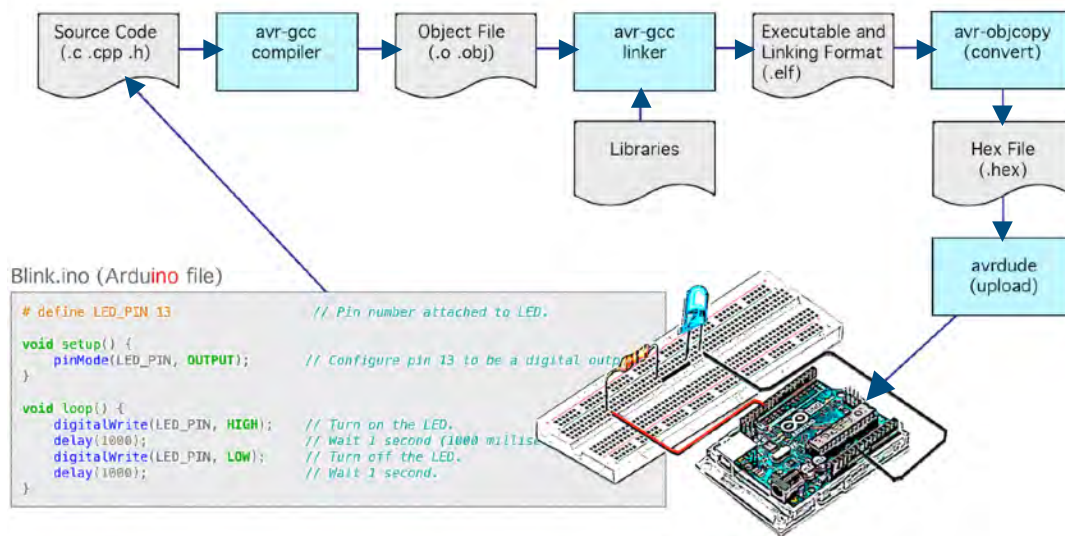 Source Code
(.c .cpp .h)
avr-gcc
compiler
Object File
(.o .obj)
avr-gcc
linker
Executable and
Linking Format
(.elf)
avr-objcopy
(convert)
Libraries
Hex File
(.hex)
avrdude
(upload)
Blink.ino (Arduino file)
# define LED_PIN 13 // Pin number attached to LED.
void setup() {
pinMode(LED_PIN, OUTPUT); // Configure pin 13 to be a digital outp
}
void loop() {
digitalWrite(LED_PIN, HIGH); // Turn on the LED.
delay(1000); // Wait 1 second (1000 millise
digitalWrite(LED_PIN, LOW); // Turn off the LED.
delay(1000); // Wait 1 second.
}